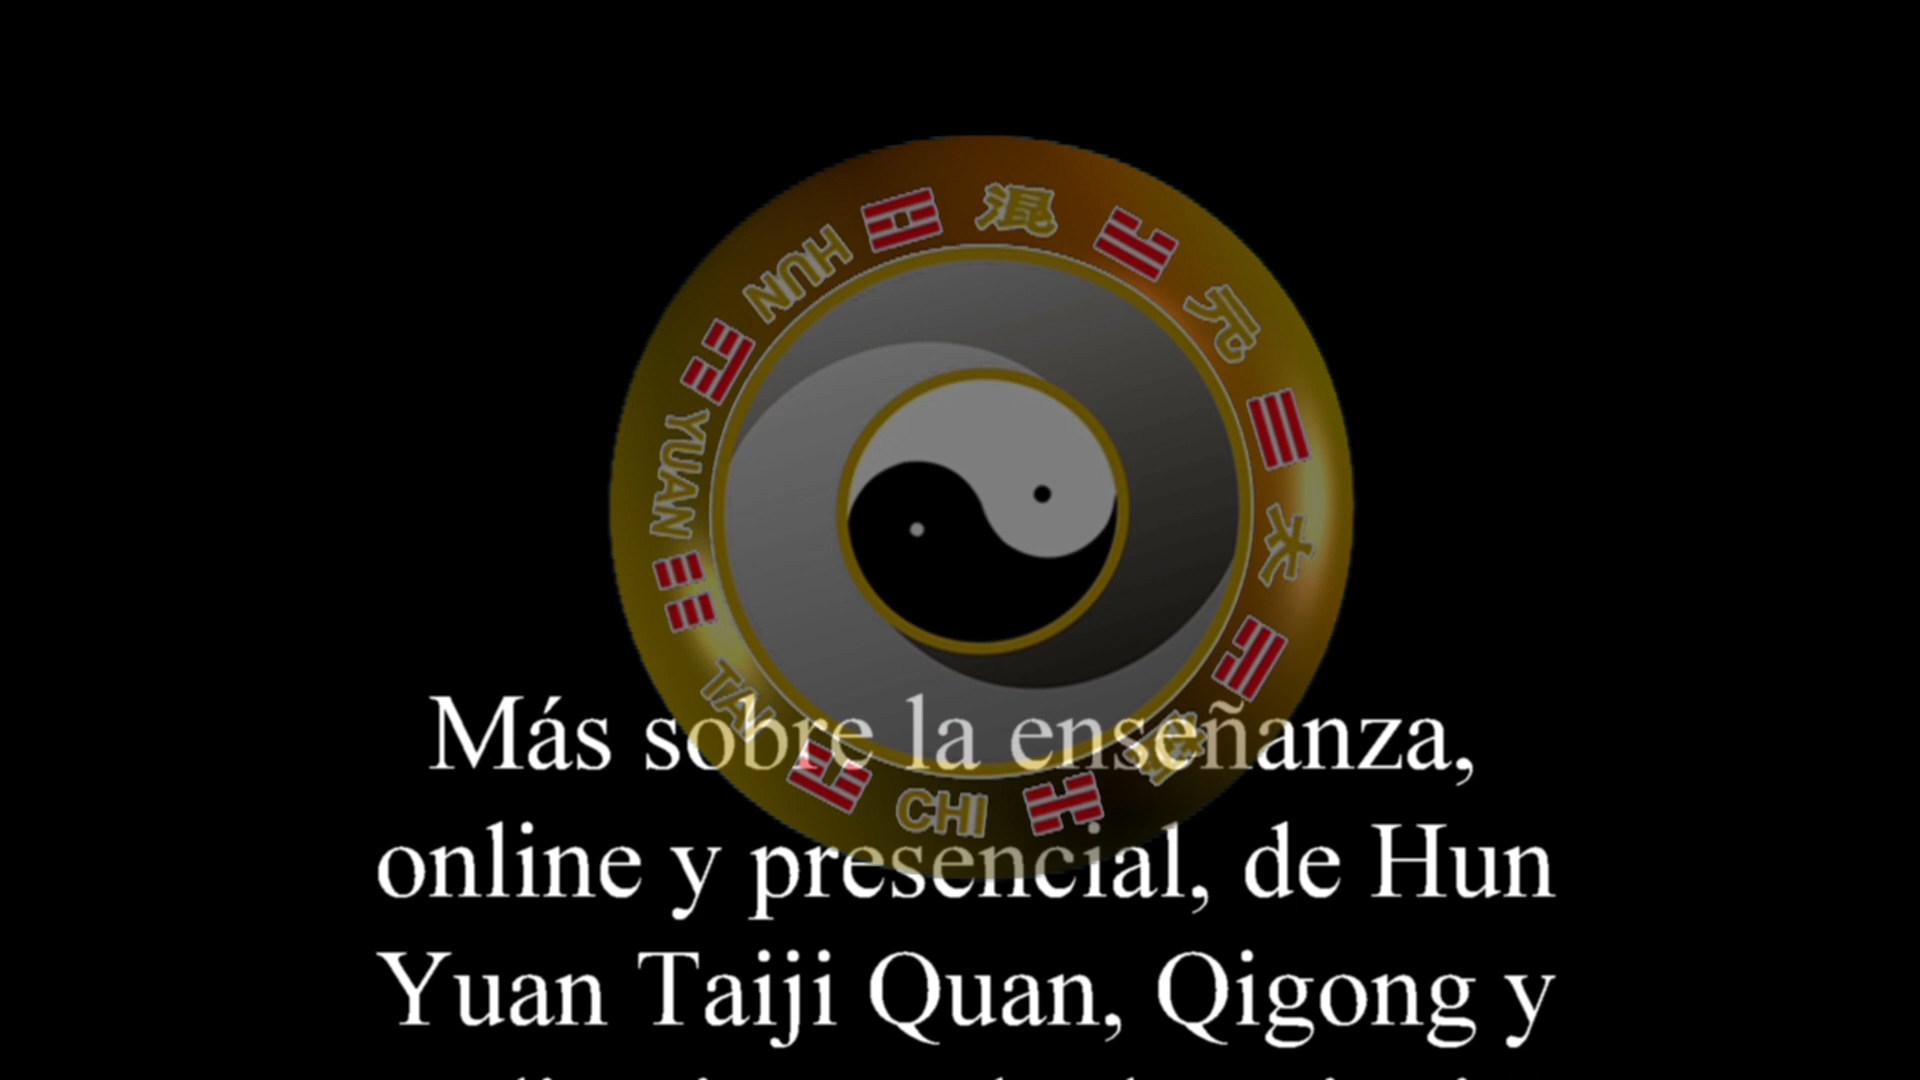 混
元
太
極
HUN
YUAN
TAI
CHI
Más sobre la enseñanza,
online y presencial, de Hun
Yuan Taiji Quan, Qigong y